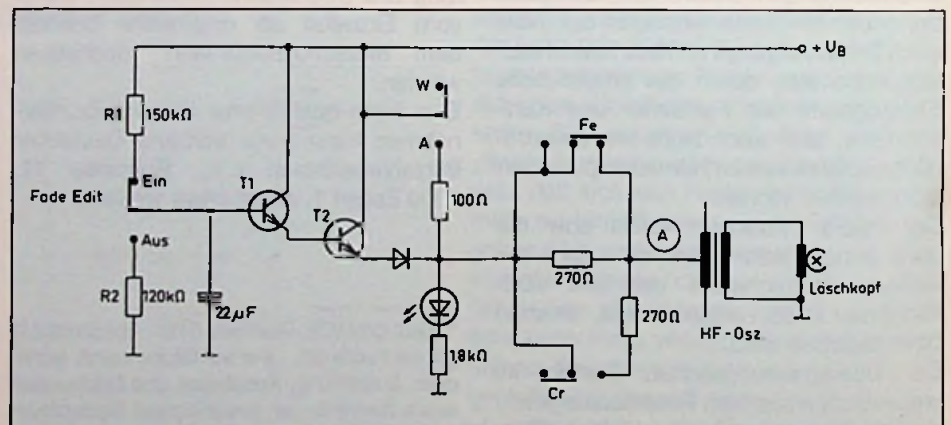 + UB
W
R1
150kΩ
A
Fe
Ein
T1
Fade Edit
100Ω
T2
A
Aus
270Ω
Löschkopf
R2
120kΩ
22µF
270Ω
HF-Osz
1,8kΩ
Cr